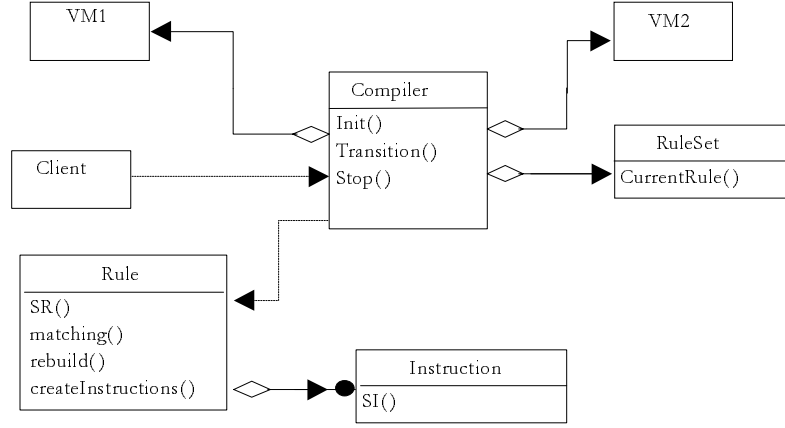 VM1
VM2
Compiler
Init()
Transition()
Stop()
Client
RuleSet
CurrentRule()
Rule
SR()
matching()
rebuild()
createInstructions()
Instruction
SI()